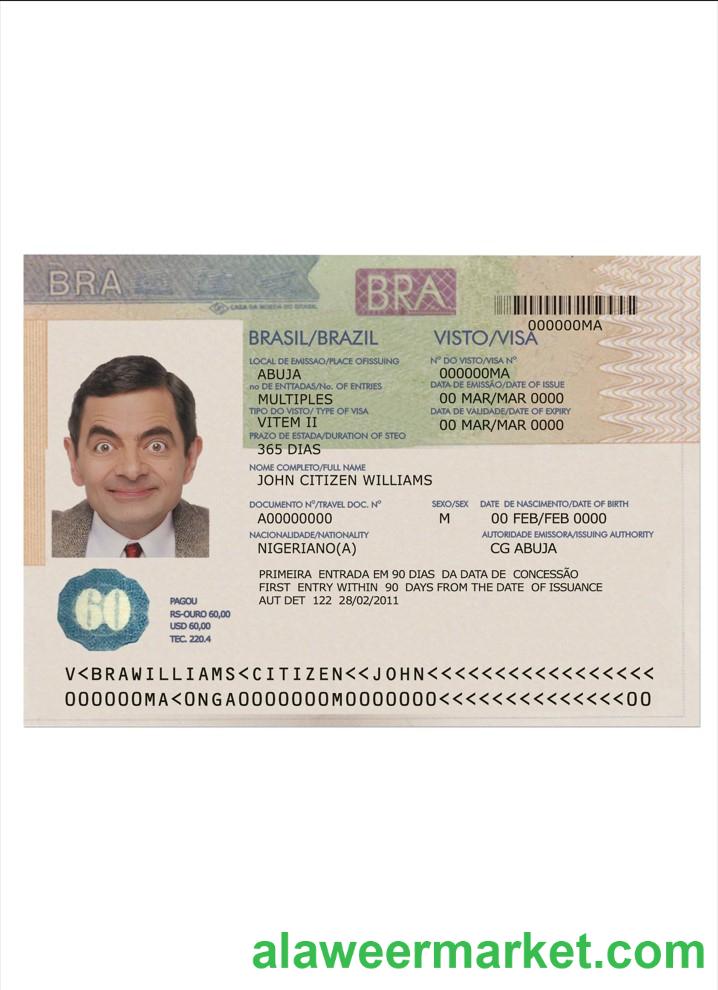 BRA
BRA
CASA DA MOEDA DO BRASIL
000000MA
BRASIL/BRAZIL VISTO/VISA
LOCAL DE EMISSAO/PLACE OFISSUING Nº DO VISTO/VISA Nº
ABUJA 000000MA
no DE ENTTADAS/No. OF ENTRIES DATA DE EMISSÃO/DATE OF ISSUE
MULTIPLES 00 MAR/MAR 0000
TIPO DO VISTO/ TYPE OF VISA DATA DE VALIDADE/DATE OF EXPIRY
VITEM II 00 MAR/MAR 0000
PRAZO DE ESTADA/DURATION OF STEO
365 DIAS
NOME COMPLETO/FULL NAME
JOHN CITIZEN WILLIAMS
DOCUMENTO Nº/TRAVEL DOC. Nº SEXO/SEX DATE DE NASCIMENTO/DATE OF BIRTH
A00000000 M 00 FEB/FEB 0000
NACIONALIDADE/NATIONALITY AUTORIDADE EMISSORA/ISSUING AUTHORITY
NIGERIANO(A) CG ABUJA
PRIMEIRA ENTRADA EM 90 DIAS DA DATA DE CONCESSÃO
FIRST ENTRY WITHIN 90 DAYS FROM THE DATE OF ISSUANCE
AUT DET 122 28/02/2011
60
PAGOU
RS-OURO 60,00
USD 60,00
TEC. 220.4
V<BRAWILLIAMS<CITIZEN<<JOHN<<<<<<<<<<<<<<<<<
000000MA<0NGA0000000M0000000<<<<<<<<<<<<<<00
alaweermarket.com